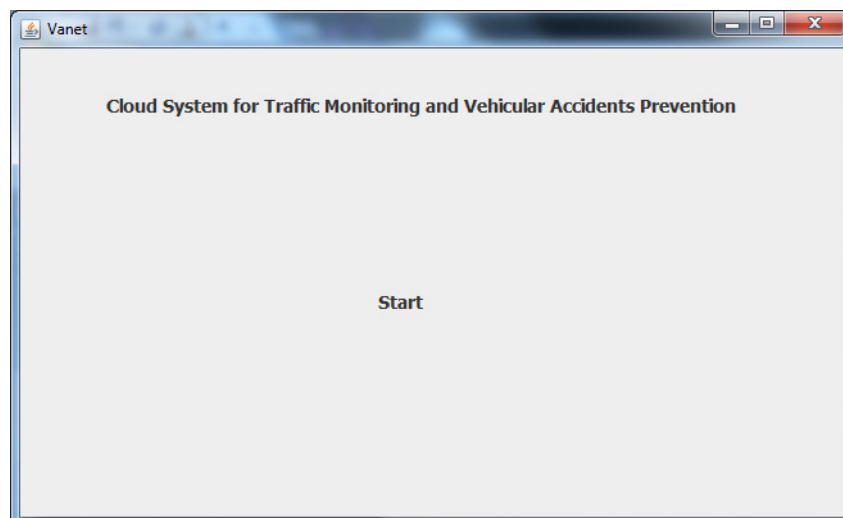 Vanet
Cloud System for Traffic Monitoring and Vehicular Accidents Prevention
Start